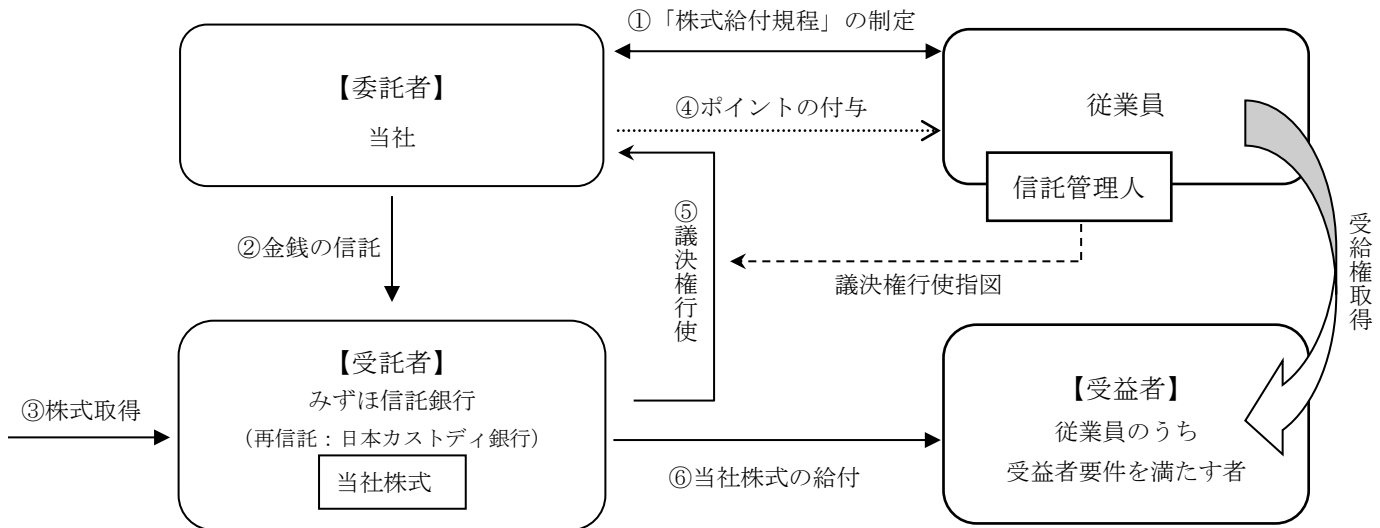 ①「株式給付規程」の制定
【委託者】
当社
④ポイントの付与
従業員
信託管理人
②金銭の信託
⑤議決権行使
議決権行使指図
受給権取得
③株式取得
【受託者】
みずほ信託銀行
（再信託：日本カストディ銀行）
当社株式
⑥当社株式の給付
【受益者】
従業員のうち
受益者要件を満たす者